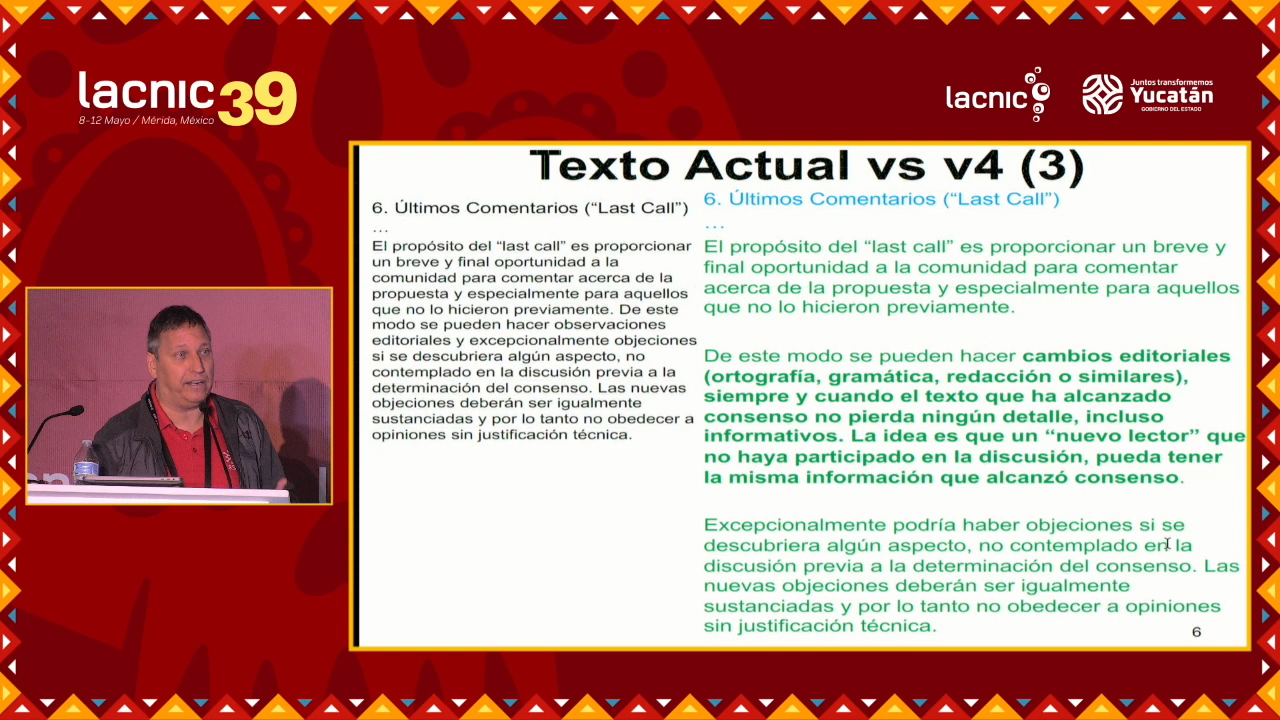 lacnic39
8-12 Mayo / Mérida, México
lacnic
Juntos transformemos
Yucatán
GOBIERNO DEL ESTADO
Texto Actual vs v4 (3)
6. Últimos Comentarios (“Last Call”)
...
El propósito del “last call” es proporcionar
un breve y final oportunidad a la
comunidad para comentar acerca de la
propuesta y especialmente para aquellos
que no lo hicieron previamente. De este
modo se pueden hacer observaciones
editoriales y excepcionalmente objeciones
si se descubriera algún aspecto, no
contemplado en la discusión previa a la
determinación del consenso. Las nuevas
objeciones deberán ser igualmente
sustanciadas y por lo tanto no obedecer a
opiniones sin justificación técnica.
6. Últimos Comentarios (“Last Call”)
...
El propósito del “last call” es proporcionar un breve y
final oportunidad a la comunidad para comentar
acerca de la propuesta y especialmente para aquellos
que no lo hicieron previamente.
De este modo se pueden hacer cambios editoriales
(ortografía, gramática, redacción o similares),
siempre y cuando el texto que ha alcanzado
consenso no pierda ningún detalle, incluso
informativos. La idea es que un “nuevo lector” que
no haya participado en la discusión, pueda tener
la misma información que alcanzó consenso.
Excepcionalmente podría haber objeciones si se
descubriera algún aspecto, no contemplado en la
discusión previa a la determinación del consenso. Las
nuevas objeciones deberán ser igualmente
sustanciadas y por lo tanto no obedecer a opiniones
sin justificación técnica.
6